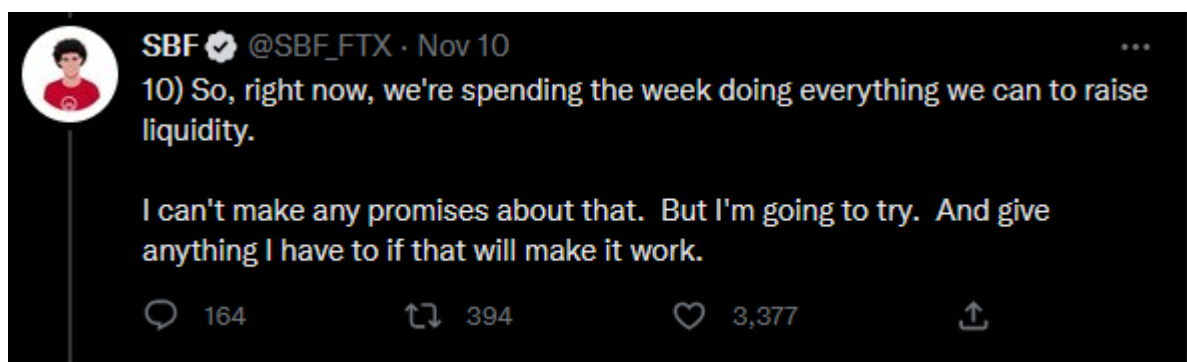 SBF @SBF_FTX · Nov 10
10) So, right now, we're spending the week doing everything we can to raise
liquidity.
I can't make any promises about that.  But I'm going to try.  And give
anything I have to if that will make it work.
164 394 3,377